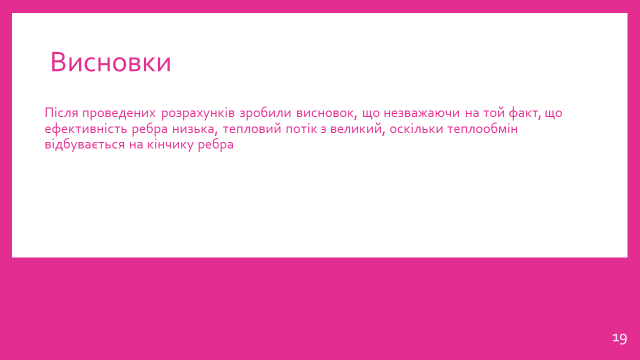 Висновки
Після проведених розрахунків зробили висновок, що незважаючи на той факт, що
ефективність ребра низька, тепловий потік з великий, оскільки теплообмін
відбувається на кінчику ребра
19